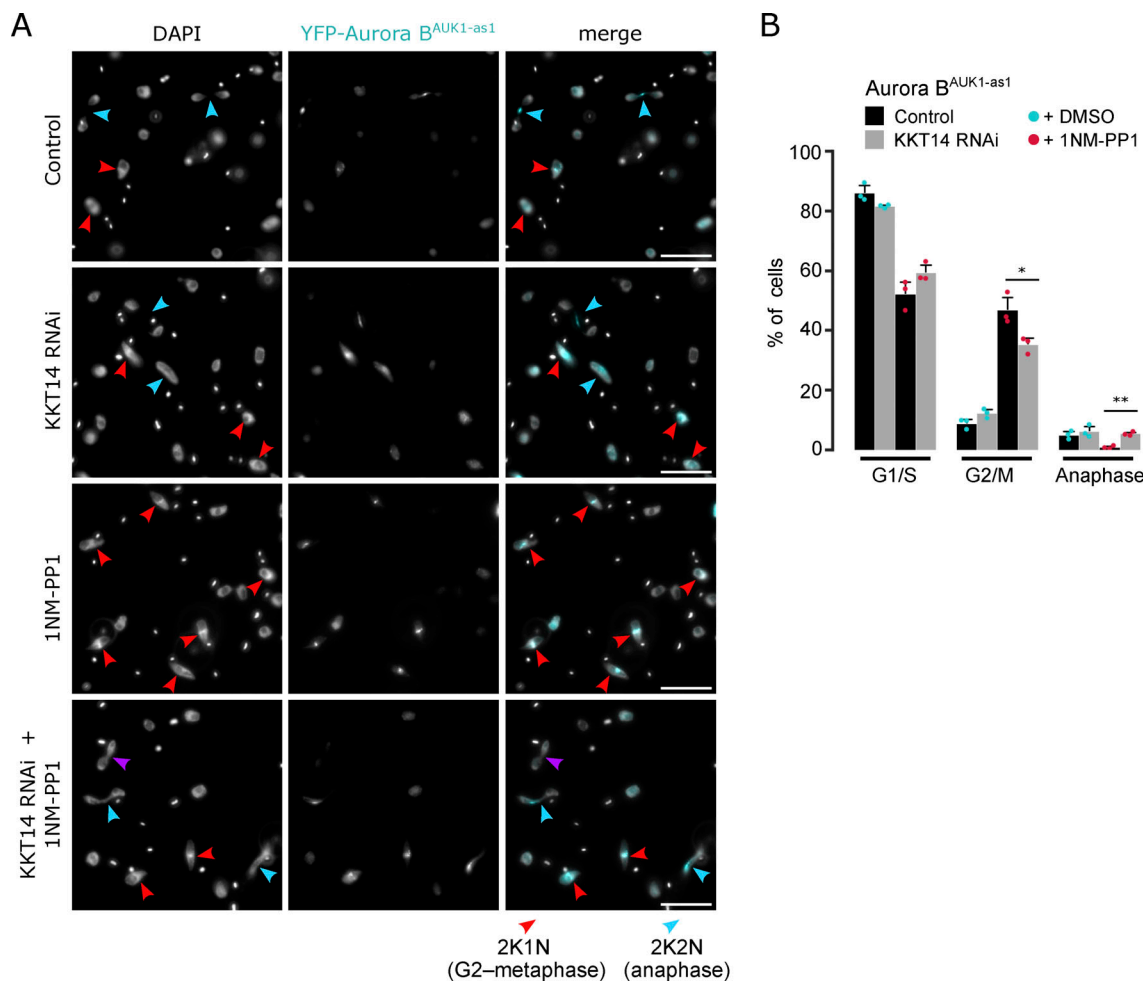 A
DAPI
YFP-Aurora B^AUK1-as1
merge
Control
KKT14 RNAi
1NM-PP1
KKT14 RNAi +
1NM-PP1
2K1N
(G2–metaphase)
2K2N
(anaphase)
B
Aurora B^AUK1-as1
Control
KKT14 RNAi
+ DMSO
+ 1NM-PP1
% of cells
100
80
60
40
20
0
*
**
G1/S
G2/M
Anaphase